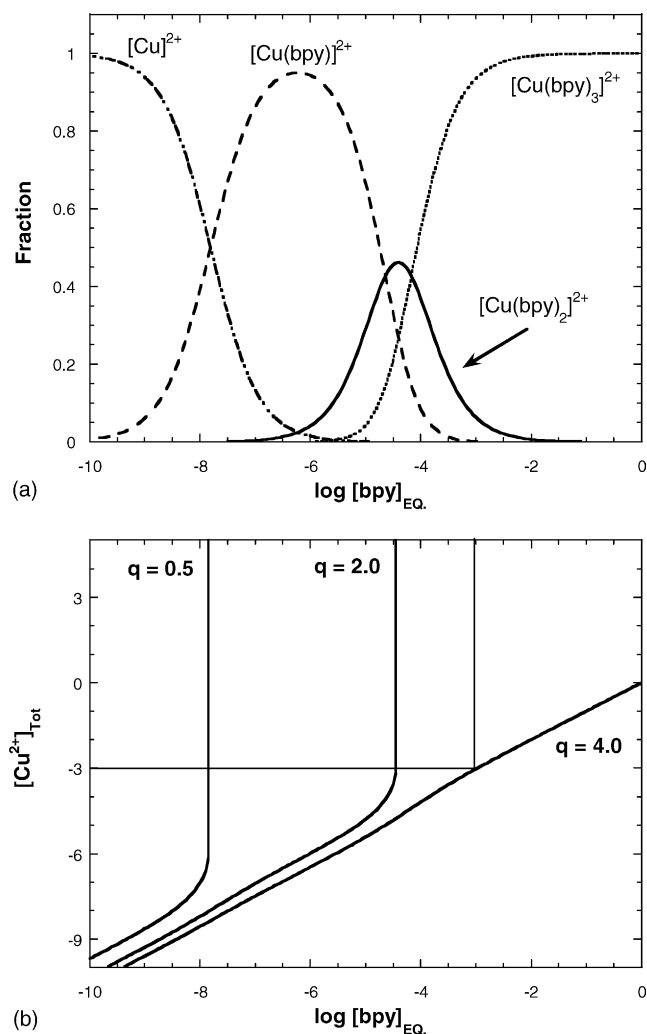 [Cu]²⁺
[Cu(bpy)]²⁺
[Cu(bpy)₃]²⁺
[Cu(bpy)₂]²⁺
Fraction
1
0.8
0.6
0.4
0.2
0
-10
-8
-6
-4
-2
0
log [bpy]EQ.
(a)
q = 0.5
q = 2.0
q = 4.0
[Cu²⁺]Tot
3
0
-3
-6
-9
-10
-8
-6
-4
-2
0
log [bpy]EQ.
(b)